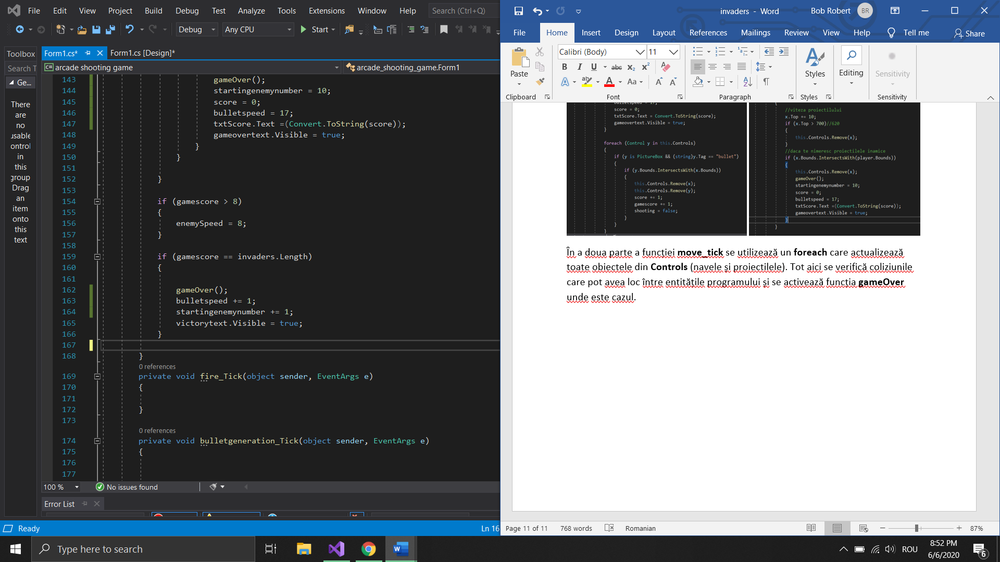 File Edit View Project Build Debug Test Analyze Tools Extensions Window Help Search (Ctrl+Q)
Debug Any CPU Start
Toolbox
Search T
Ge...
There
are
no
usable
ontrol
in
this
group.
Drag
an
item
onto
this
text
Form1.cs* Form1.cs [Design]*
C# arcade shooting game arcade_shooting_game.Form1
143 gameOver();
144 startingenemynumber = 10;
145 score = 0;
146 bulletspeed = 17;
147 txtScore.Text =(Convert.ToString(score));
148 gameovertext.Visible = true;
149 }
150 }
151
152 }
153
154 if (gamescore > 8)
155 {
156 enemySpeed = 8;
157 }
158
159 if (gamescore == invaders.Length)
160 {
161
162 gameOver();
163 bulletspeed += 1;
164 startingenemynumber += 1;
165 victorytext.Visible = true;
166 }
167
168 }
0 references
169 private void fire_Tick(object sender, EventArgs e)
170 {
171
172 }
173
0 references
174 private void bulletgeneration_Tick(object sender, EventArgs e)
175 {
176
177
100 % No issues found
Error List
Ready Ln 16
invaders - Word Bob Robert BR
File Home Insert Design Layout References Mailings Review View Help Tell me Share
Calibri (Body) 11
Paste B I U abc x₂ x² A ab A Aa A A Styles Editing Sensitivity
Clipboard Font Paragraph Styles Sensitivity
bulletspeed = 17;
score = 0;
txtScore.Text = Convert.ToString(score);
gameovertext.Visible = true;
}
foreach (Control y in this.Controls)
{
if (y is PictureBox && (string)y.Tag == "bullet")
{
if (y.Bounds.IntersectsWith(x.Bounds))
{
this.Controls.Remove(x);
this.Controls.Remove(y);
score += 1;
gamescore += 1;
shooting = false;
}
}
}
{
//viteza proiectilului
x.Top += 10;
if (x.Top > 700)//620
{
this.Controls.Remove(x);
}
//daca te nimeresc proiectilele inamice
if (x.Bounds.IntersectsWith(player.Bounds))
{
this.Controls.Remove(x);
gameOver();
startingenemynumber = 10;
score = 0;
bulletspeed = 17;
txtScore.Text =(Convert.ToString(score));
gameovertext.Visible = true;
}
}
În a doua parte a funcției move_tick se utilizează un foreach care actualizează
toate obiectele din Controls (navele și proiectilele). Tot aici se verifică coliziunile
care pot avea loc între entitățile programului și se activează funcția gameOver
unde este cazul.
Page 11 of 11 768 words Romanian 87%
Type here to search
ROU 8:52 PM
6/6/2020 6